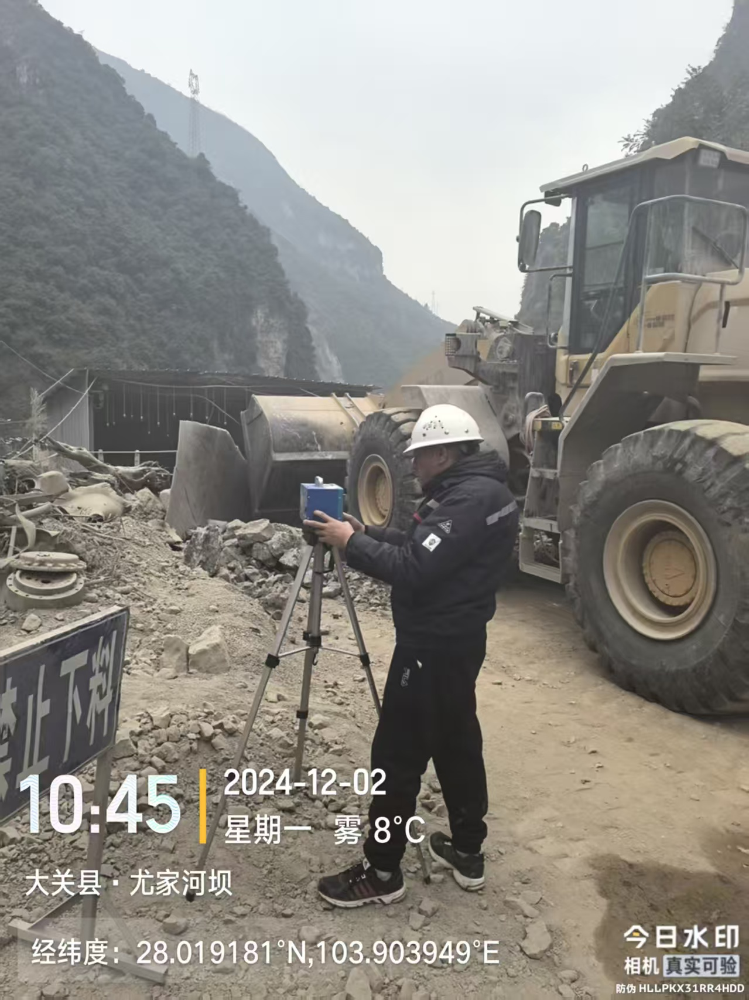 禁止下料
FILA
10:45
2024-12-02
星期一 雾 8°C
大关县·尤家河坝
经纬度：28.019181°N,103.903949°E
今日水印
相机 真实可验
防伪 HLLPKX31RR4HDD